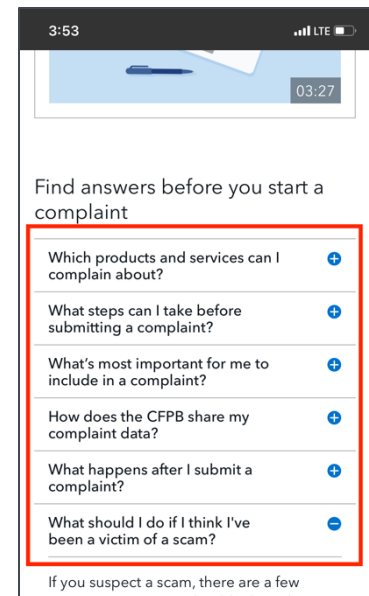 3:53
LTE
03:27
Find answers before you start a
complaint
Which products and services can I
complain about?
What steps can I take before
submitting a complaint?
What's most important for me to
include in a complaint?
How does the CFPB share my
complaint data?
What happens after I submit a
complaint?
What should I do if I think I've
been a victim of a scam?
If you suspect a scam, there are a few